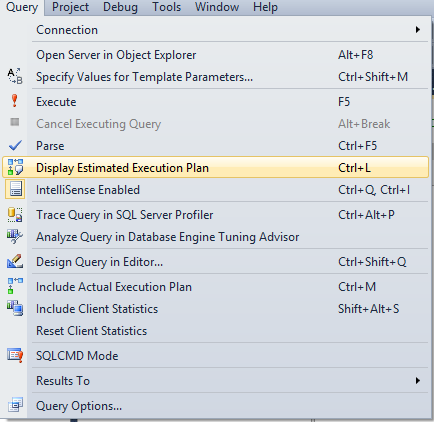 Query Project Debug Tools Window Help
Connection
Open Server in Object Explorer Alt+F8
Specify Values for Template Parameters... Ctrl+Shift+M
Execute F5
Cancel Executing Query Alt+Break
Parse Ctrl+F5
Display Estimated Execution Plan Ctrl+L
IntelliSense Enabled Ctrl+Q, Ctrl+I
Trace Query in SQL Server Profiler Ctrl+Alt+P
Analyze Query in Database Engine Tuning Advisor
Design Query in Editor... Ctrl+Shift+Q
Include Actual Execution Plan Ctrl+M
Include Client Statistics Shift+Alt+S
Reset Client Statistics
SQLCMD Mode
Results To
Query Options...